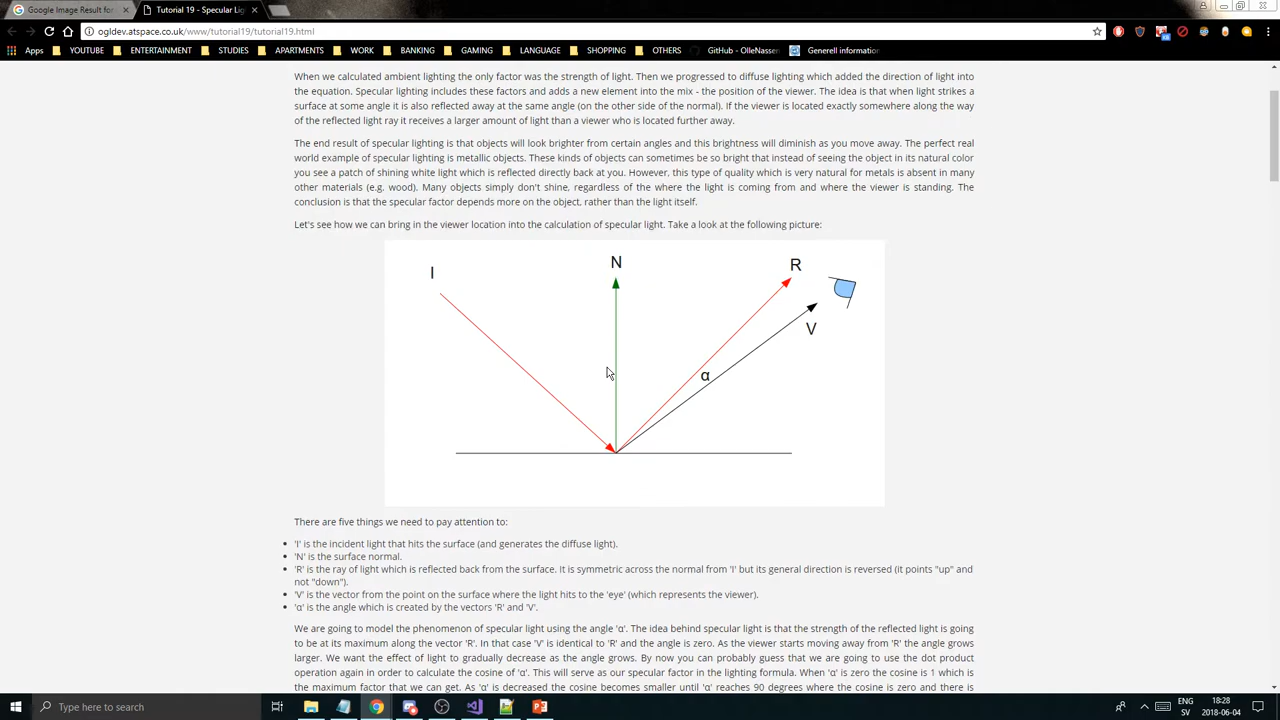 Google Image Result for
Tutorial 19 - Specular Lig
ogldev.atspace.co.uk/www/tutorial19/tutorial19.html
Apps YOUTUBE ENTERTAINMENT STUDIES APARTMENTS WORK BANKING GAMING LANGUAGE SHOPPING OTHERS GitHub - OlleNassen Generell information
When we calculated ambient lighting the only factor was the strength of light. Then we progressed to diffuse lighting which added the direction of light into
the equation. Specular lighting includes these factors and adds a new element into the mix - the position of the viewer. The idea is that when light strikes a
surface at some angle it is also reflected away at the same angle (on the other side of the normal). If the viewer is located exactly somewhere along the way
of the reflected light ray it receives a larger amount of light than a viewer who is located further away.
The end result of specular lighting is that objects will look brighter from certain angles and this brightness will diminish as you move away. The perfect real
world example of specular lighting is metallic objects. These kinds of objects can sometimes be so bright that instead of seeing the object in its natural color
you see a patch of shining white light which is reflected directly back at you. However, this type of quality which is very natural for metals is absent in many
other materials (e.g. wood). Many objects simply don't shine, regardless of the where the light is coming from and where the viewer is standing. The
conclusion is that the specular factor depends more on the object, rather than the light itself.
Let's see how we can bring in the viewer location into the calculation of specular light. Take a look at the following picture:
I
N
R
V
α
There are five things we need to pay attention to:
'I' is the incident light that hits the surface (and generates the diffuse light).
'N' is the surface normal.
'R' is the ray of light which is reflected back from the surface. It is symmetric across the normal from 'I' but its general direction is reversed (it points "up" and
not "down").
'V' is the vector from the point on the surface where the light hits to the 'eye' (which represents the viewer).
'α' is the angle which is created by the vectors 'R' and 'V'.
We are going to model the phenomenon of specular light using the angle 'α'. The idea behind specular light is that the strength of the reflected light is going
to be at its maximum along the vector 'R'. In that case 'V' is identical to 'R' and the angle is zero. As the viewer starts moving away from 'R' the angle grows
larger. We want the effect of light to gradually decrease as the angle grows. By now you can probably guess that we are going to use the dot product
operation again in order to calculate the cosine of 'α'. This will serve as our specular factor in the lighting formula. When 'α' is zero the cosine is 1 which is
the maximum factor that we can get. As 'α' is decreased the cosine becomes smaller until 'α' reaches 90 degrees where the cosine is zero and there is
Type here to search
ENG
SV
18:28
2018-06-04